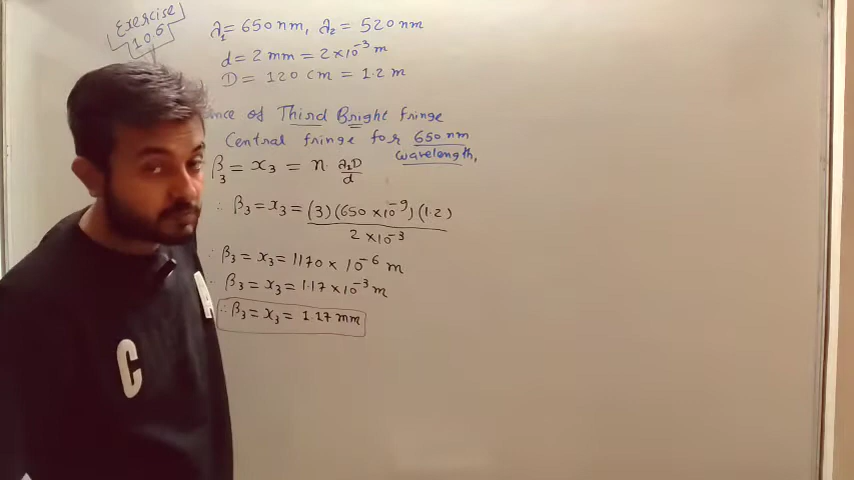 Exercise
10.6
λ₁ = 650 nm, λ₂ = 520 nm
d = 2 mm = 2×10⁻³ m
D = 120 cm = 1.2 m
of Third Bright fringe
Central fringe for 650 nm
wavelength,
β₃ = x₃ = n λ₁D/d
∴ β₃ = x₃ = (3)(650 × 10⁻⁹)(1.2)
2 × 10⁻³
∴ β₃ = x₃ = 1170 × 10⁻⁶ m
∴ β₃ = x₃ = 1.17 × 10⁻³ m
∴ β₃ = x₃ = 1.17 mm
C